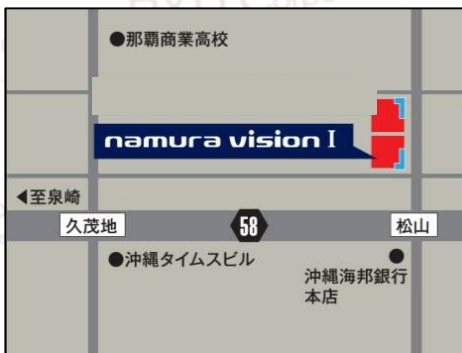 ●那覇商業高校
namura vision I
◀至泉崎
久茂地
58
松山
●沖縄タイムスビル
沖縄海邦銀行
本店